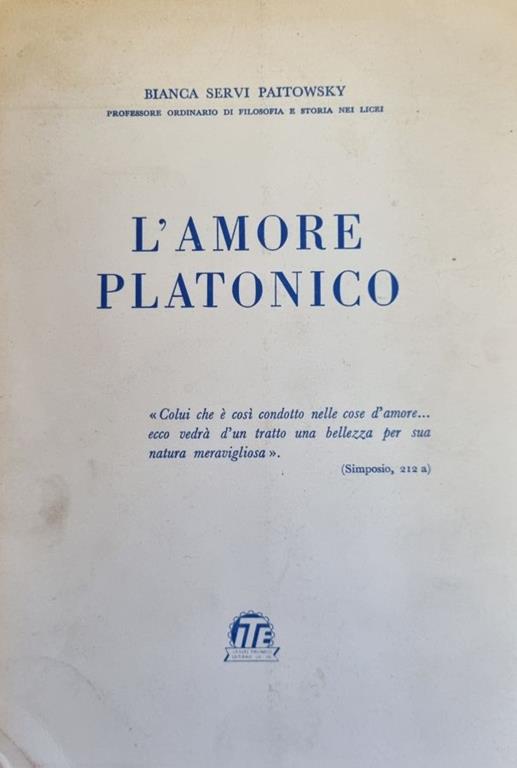 BIANCA SERVI PAITOWSKY
PROFESSORE ORDINARIO DI FILOSOFIA E STORIA NEI LICEI
L'AMORE
PLATONICO
« Colui che è così condotto nelle cose d'amore...
ecco vedrà d'un tratto una bellezza per sua
natura meravigliosa ».
(Simposio, 212 a)
ITE